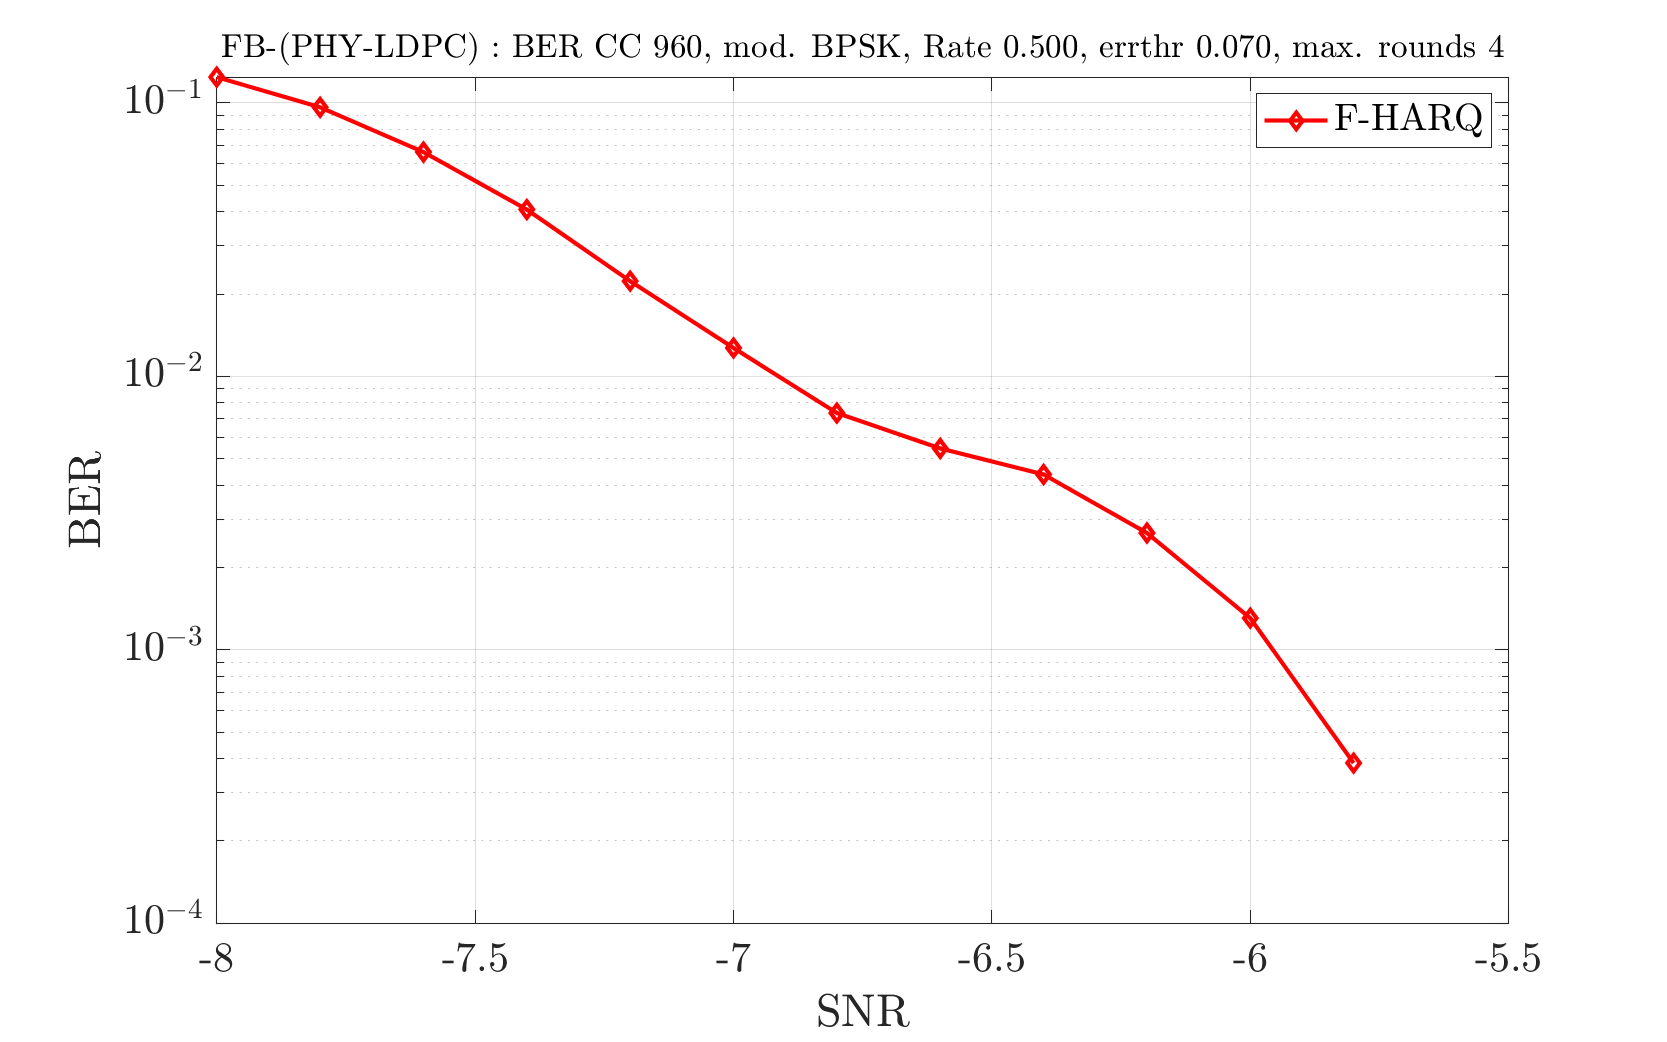 FB-(PHY-LDPC) : BER CC 960, mod. BPSK, Rate 0.500, errthr 0.070, max. rounds 4
F-HARQ
10⁻¹
10⁻²
10⁻³
10⁻⁴
BER
-8 -7.5 -7 -6.5 -6 -5.5
SNR